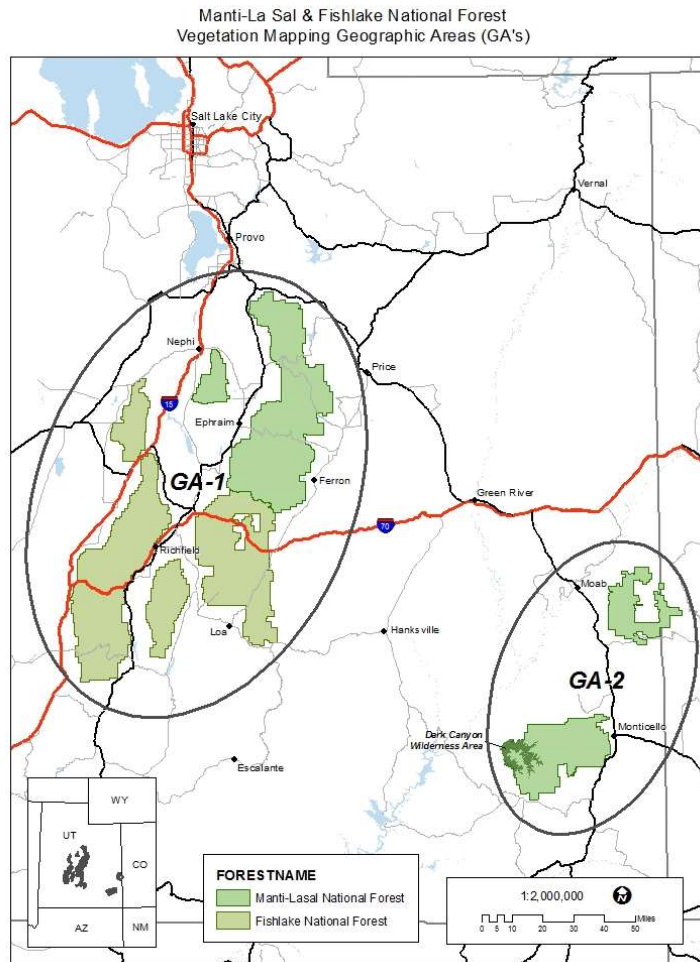 Manti-La Sal & Fishlake National Forest
Vegetation Mapping Geographic Areas (GA's)
Salt Lake City
Vernal
Provo
Nephi
Price
15
Ephraim
GA-1
Ferron
Green River
70
Richfield
Moab
Loa
Hanksville
GA-2
Dark Canyon
Wilderness Area
Monticello
Escalante
WY
UT
CO
AZ
NM
FORESTNAME
Manti-Lasal National Forest
Fishlake National Forest
1:2,000,000
N
Miles
0 5 10 20 30 40 50